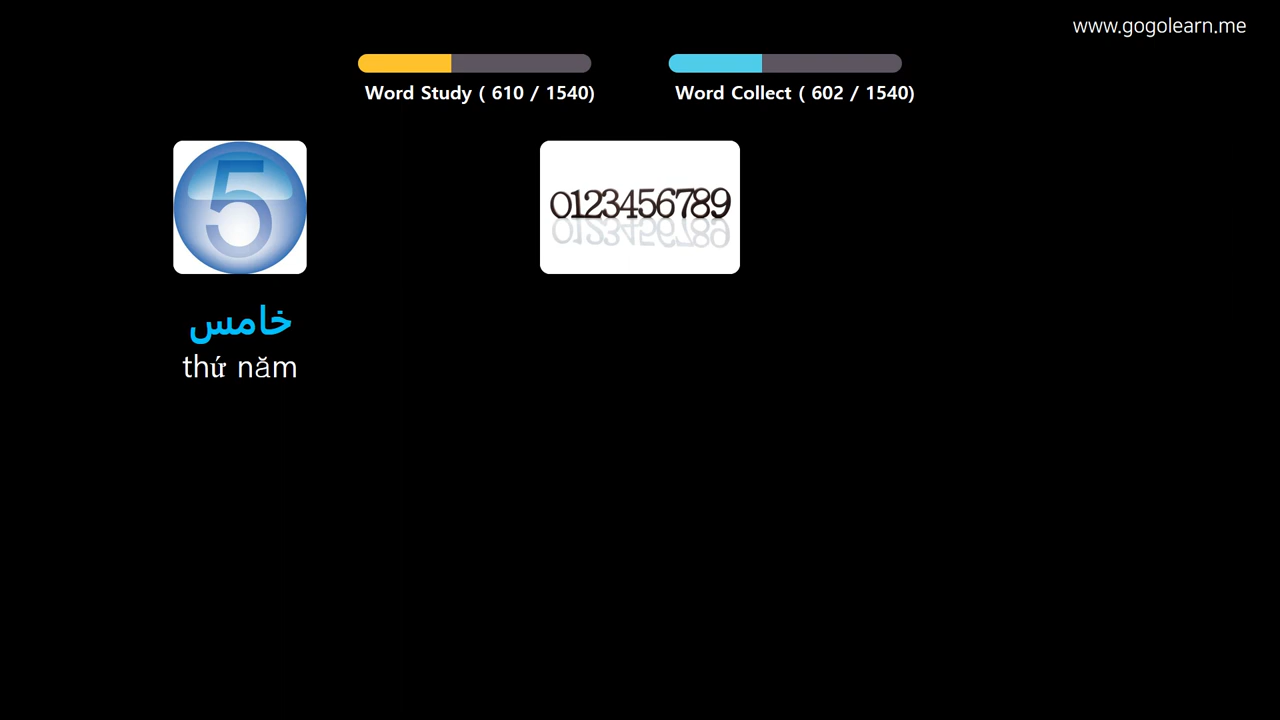 www.gogolearn.me
Word Study ( 610 / 1540)
Word Collect ( 602 / 1540)
5
0123456789
خامس
thứ năm